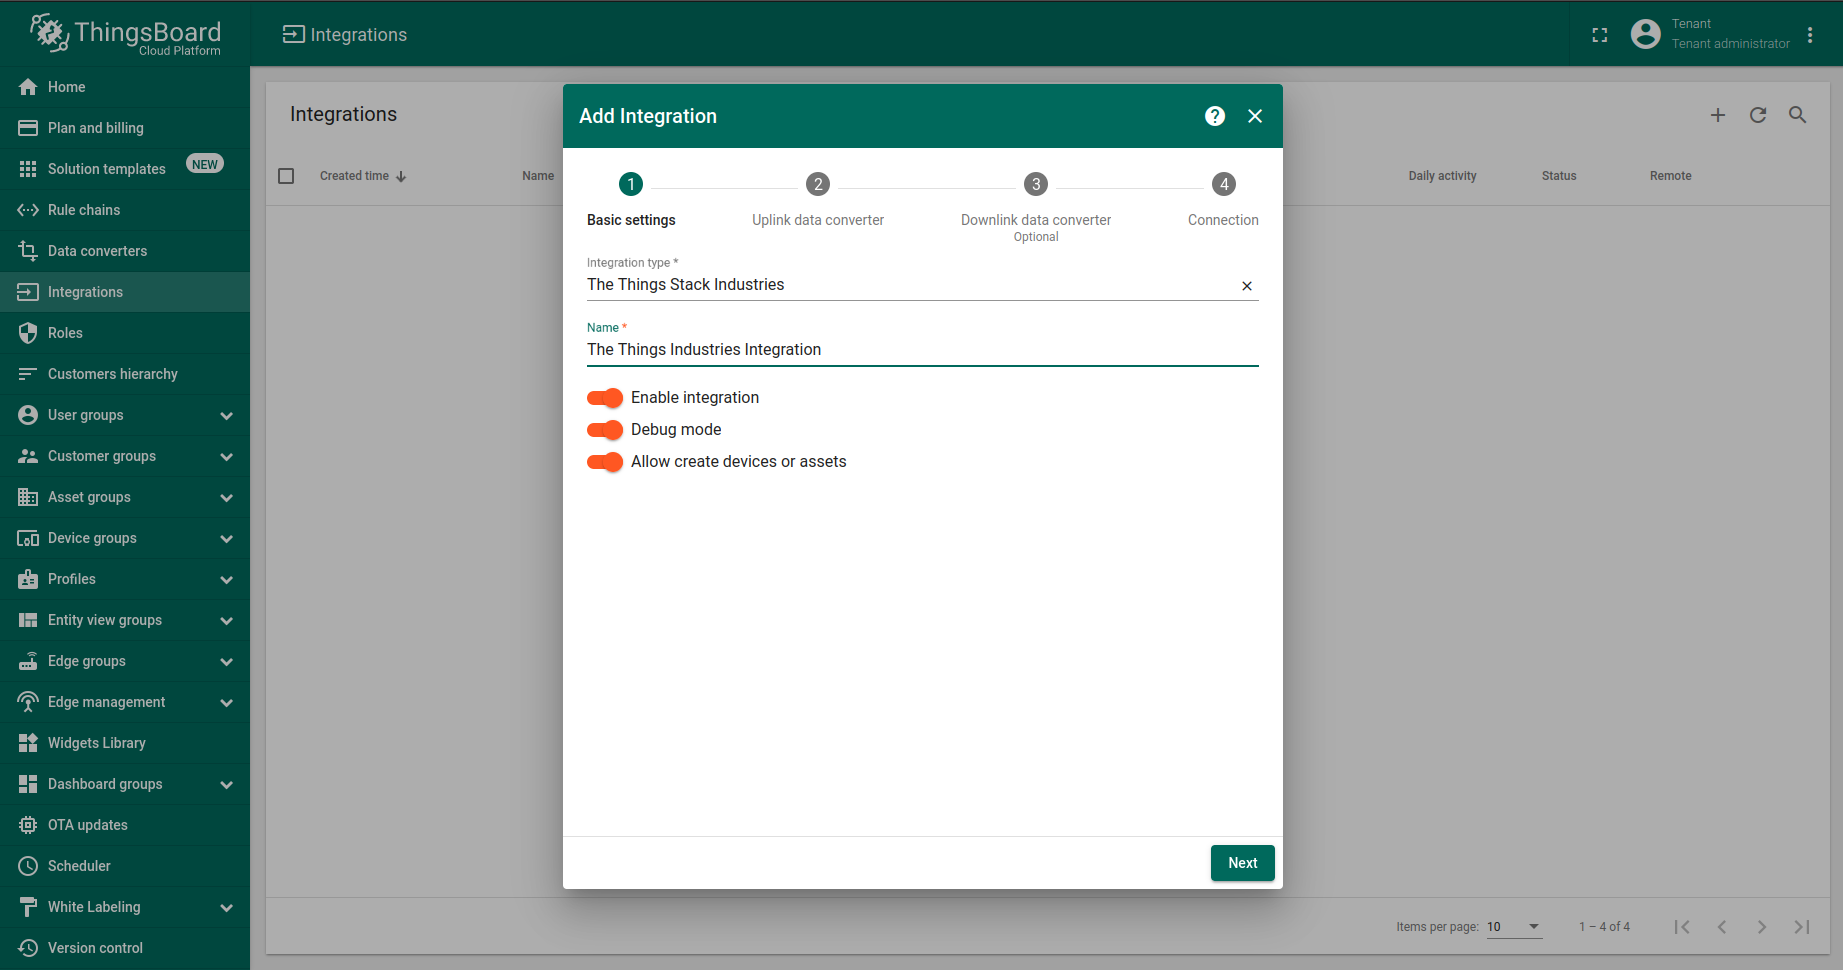 ThingsBoard
Cloud Platform
Integrations
Tenant
Tenant administrator
Home
Plan and billing
Solution templates NEW
Rule chains
Data converters
Integrations
Roles
Customers hierarchy
User groups
Customer groups
Asset groups
Device groups
Profiles
Entity view groups
Edge groups
Edge management
Widgets Library
Dashboard groups
OTA updates
Scheduler
White Labeling
Version control
Integrations
Created time Name Daily activity Status Remote
Add Integration ?
1 2 3 4
Basic settings Uplink data converter Downlink data converter Connection
Optional
Integration type *
The Things Stack Industries
Name *
The Things Industries Integration
Enable integration
Debug mode
Allow create devices or assets
Next
Items per page: 10 1 – 4 of 4